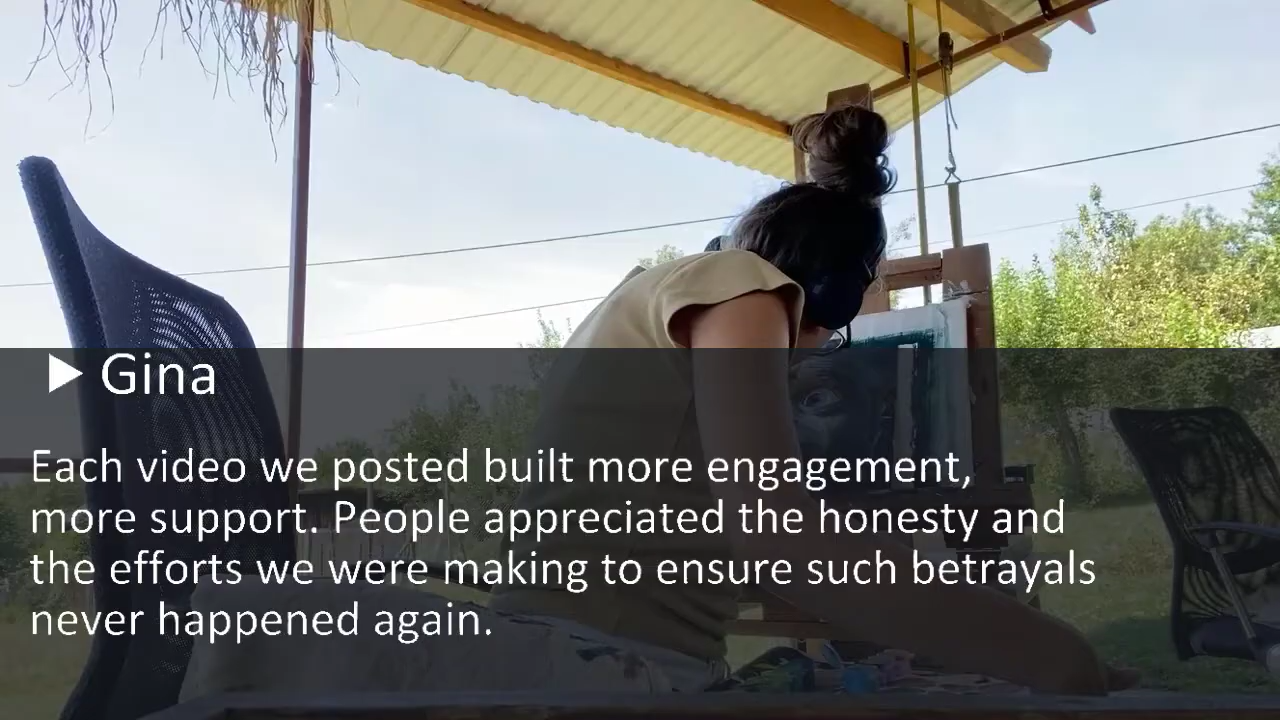 Gina
Each video we posted built more engagement,
more support. People appreciated the honesty and
the efforts we were making to ensure such betrayals
never happened again.